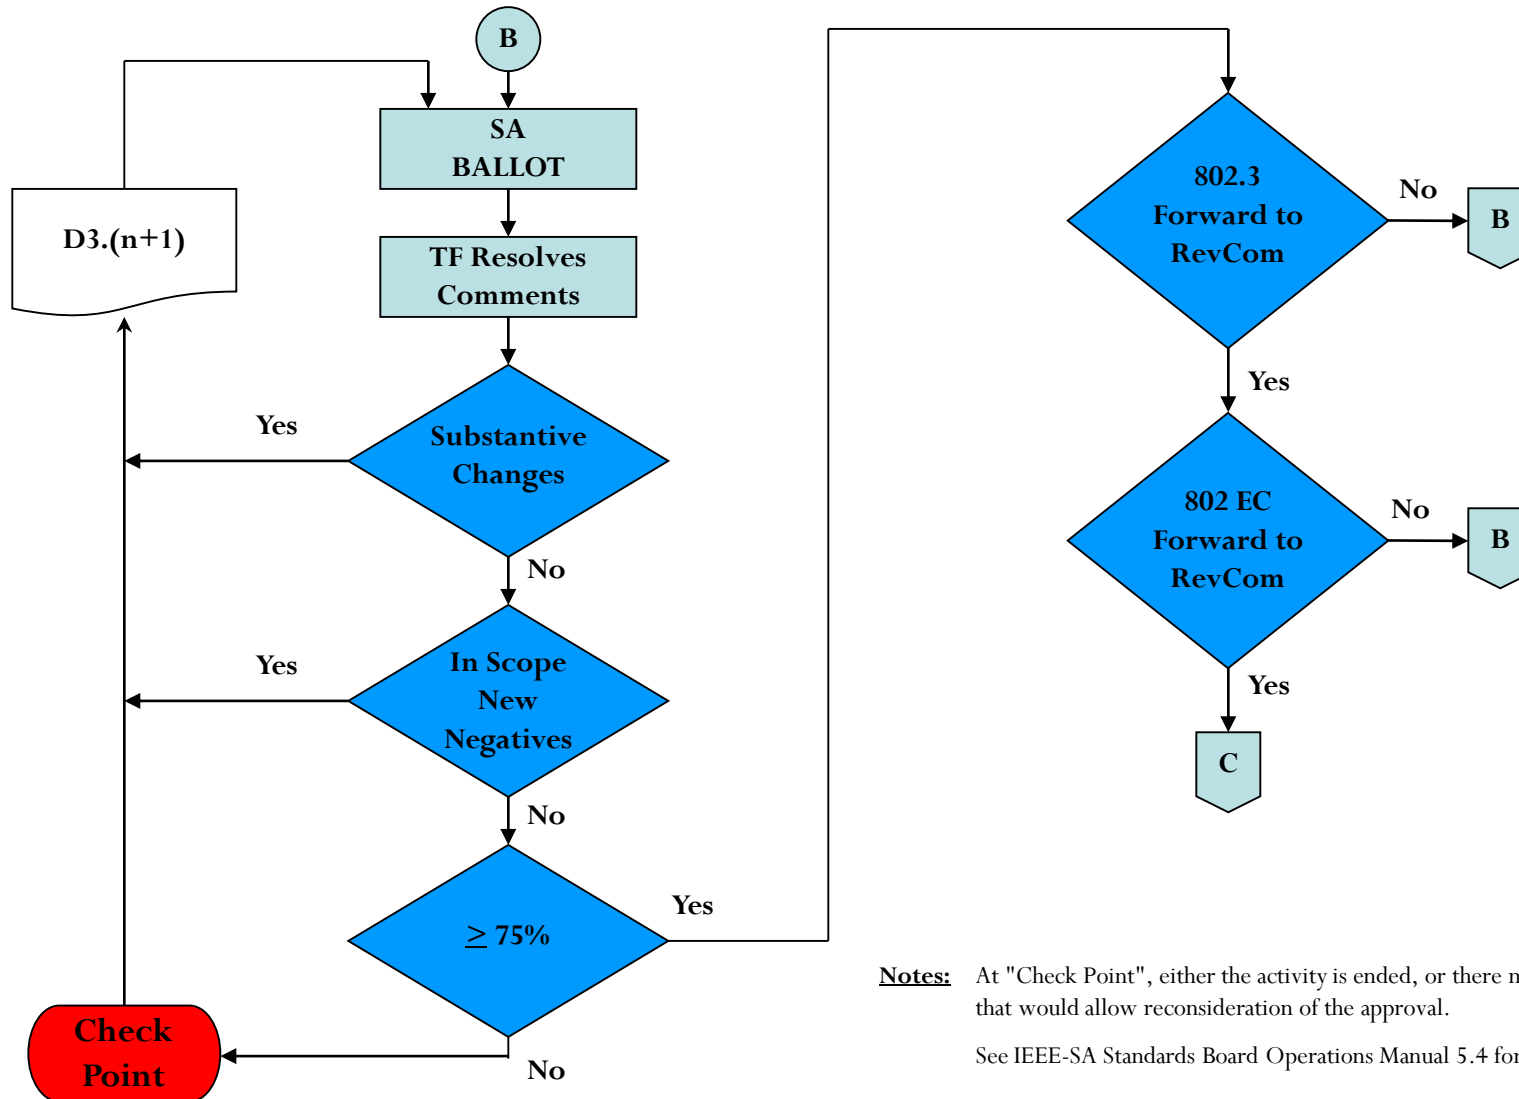 B
SA
BALLOT
D3.(n+1)
TF Resolves
Comments
Yes
Substantive
Changes
No
Yes
In Scope
New
Negatives
No
Yes
≥ 75%
Check
Point
No
802.3
Forward to
RevCom
No
B
Yes
802 EC
Forward to
RevCom
No
B
Yes
C
Notes: At "Check Point", either the activity is ended, or there
that would allow reconsideration of the approval.
See IEEE-SA Standards Board Operations Manual 5.4 for